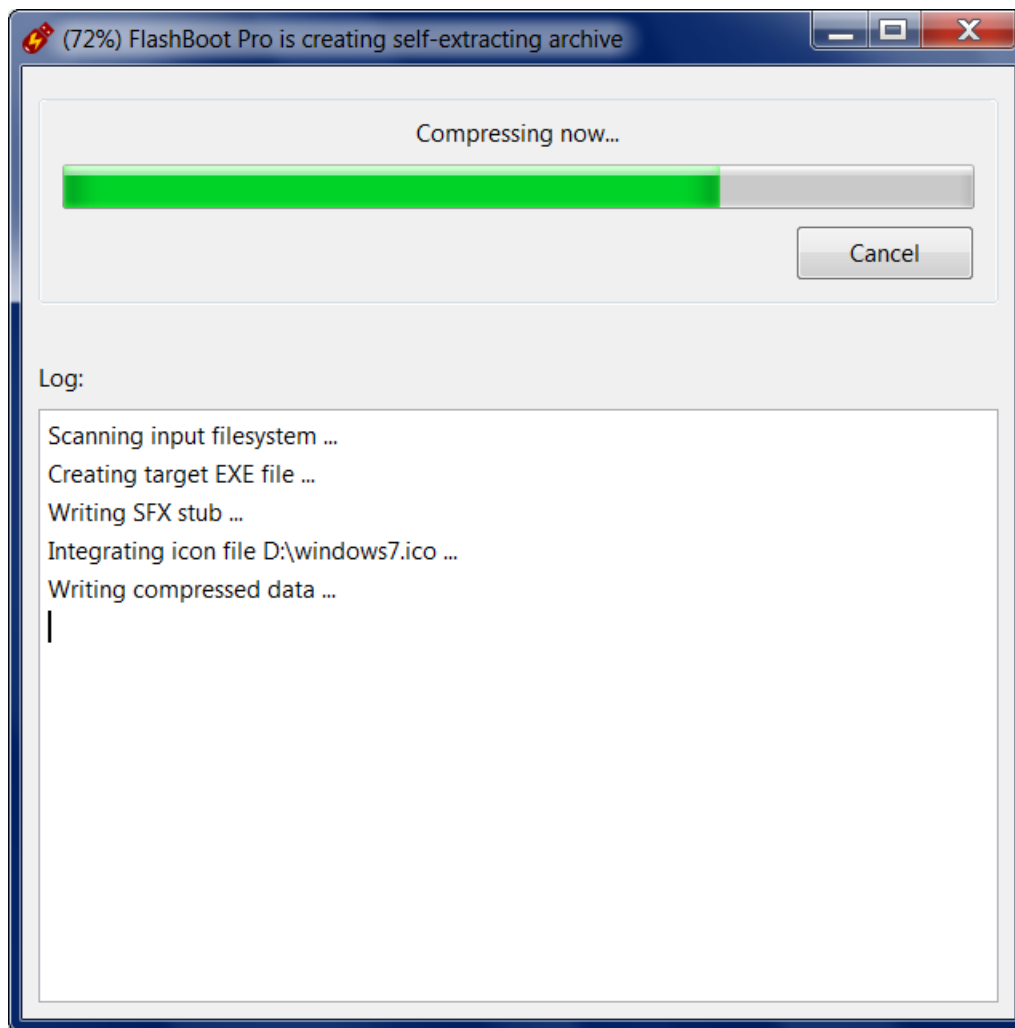 (72%) FlashBoot Pro is creating self-extracting archive
Compressing now...
Cancel
Log:
Scanning input filesystem ...
Creating target EXE file ...
Writing SFX stub ...
Integrating icon file D:\windows7.ico ...
Writing compressed data ...